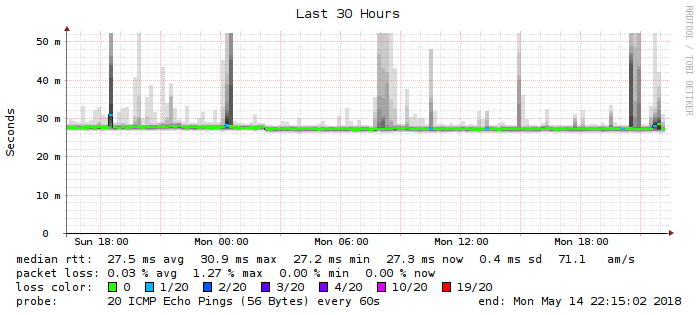 Last 30 Hours
RRDTOOL / TOBI OETIKER
Seconds
50 m
40 m
30 m
20 m
10 m
0
Sun 18:00 Mon 00:00 Mon 06:00 Mon 12:00 Mon 18:00
median rtt: 27.5 ms avg 30.9 ms max 27.2 ms min 27.3 ms now 0.4 ms sd 71.1 am/s
packet loss: 0.03 % avg 1.27 % max 0.00 % min 0.00 % now
loss color: 0 1/20 2/20 3/20 4/20 10/20 19/20
probe: 20 ICMP Echo Pings (56 Bytes) every 60s end: Mon May 14 22:15:02 2018